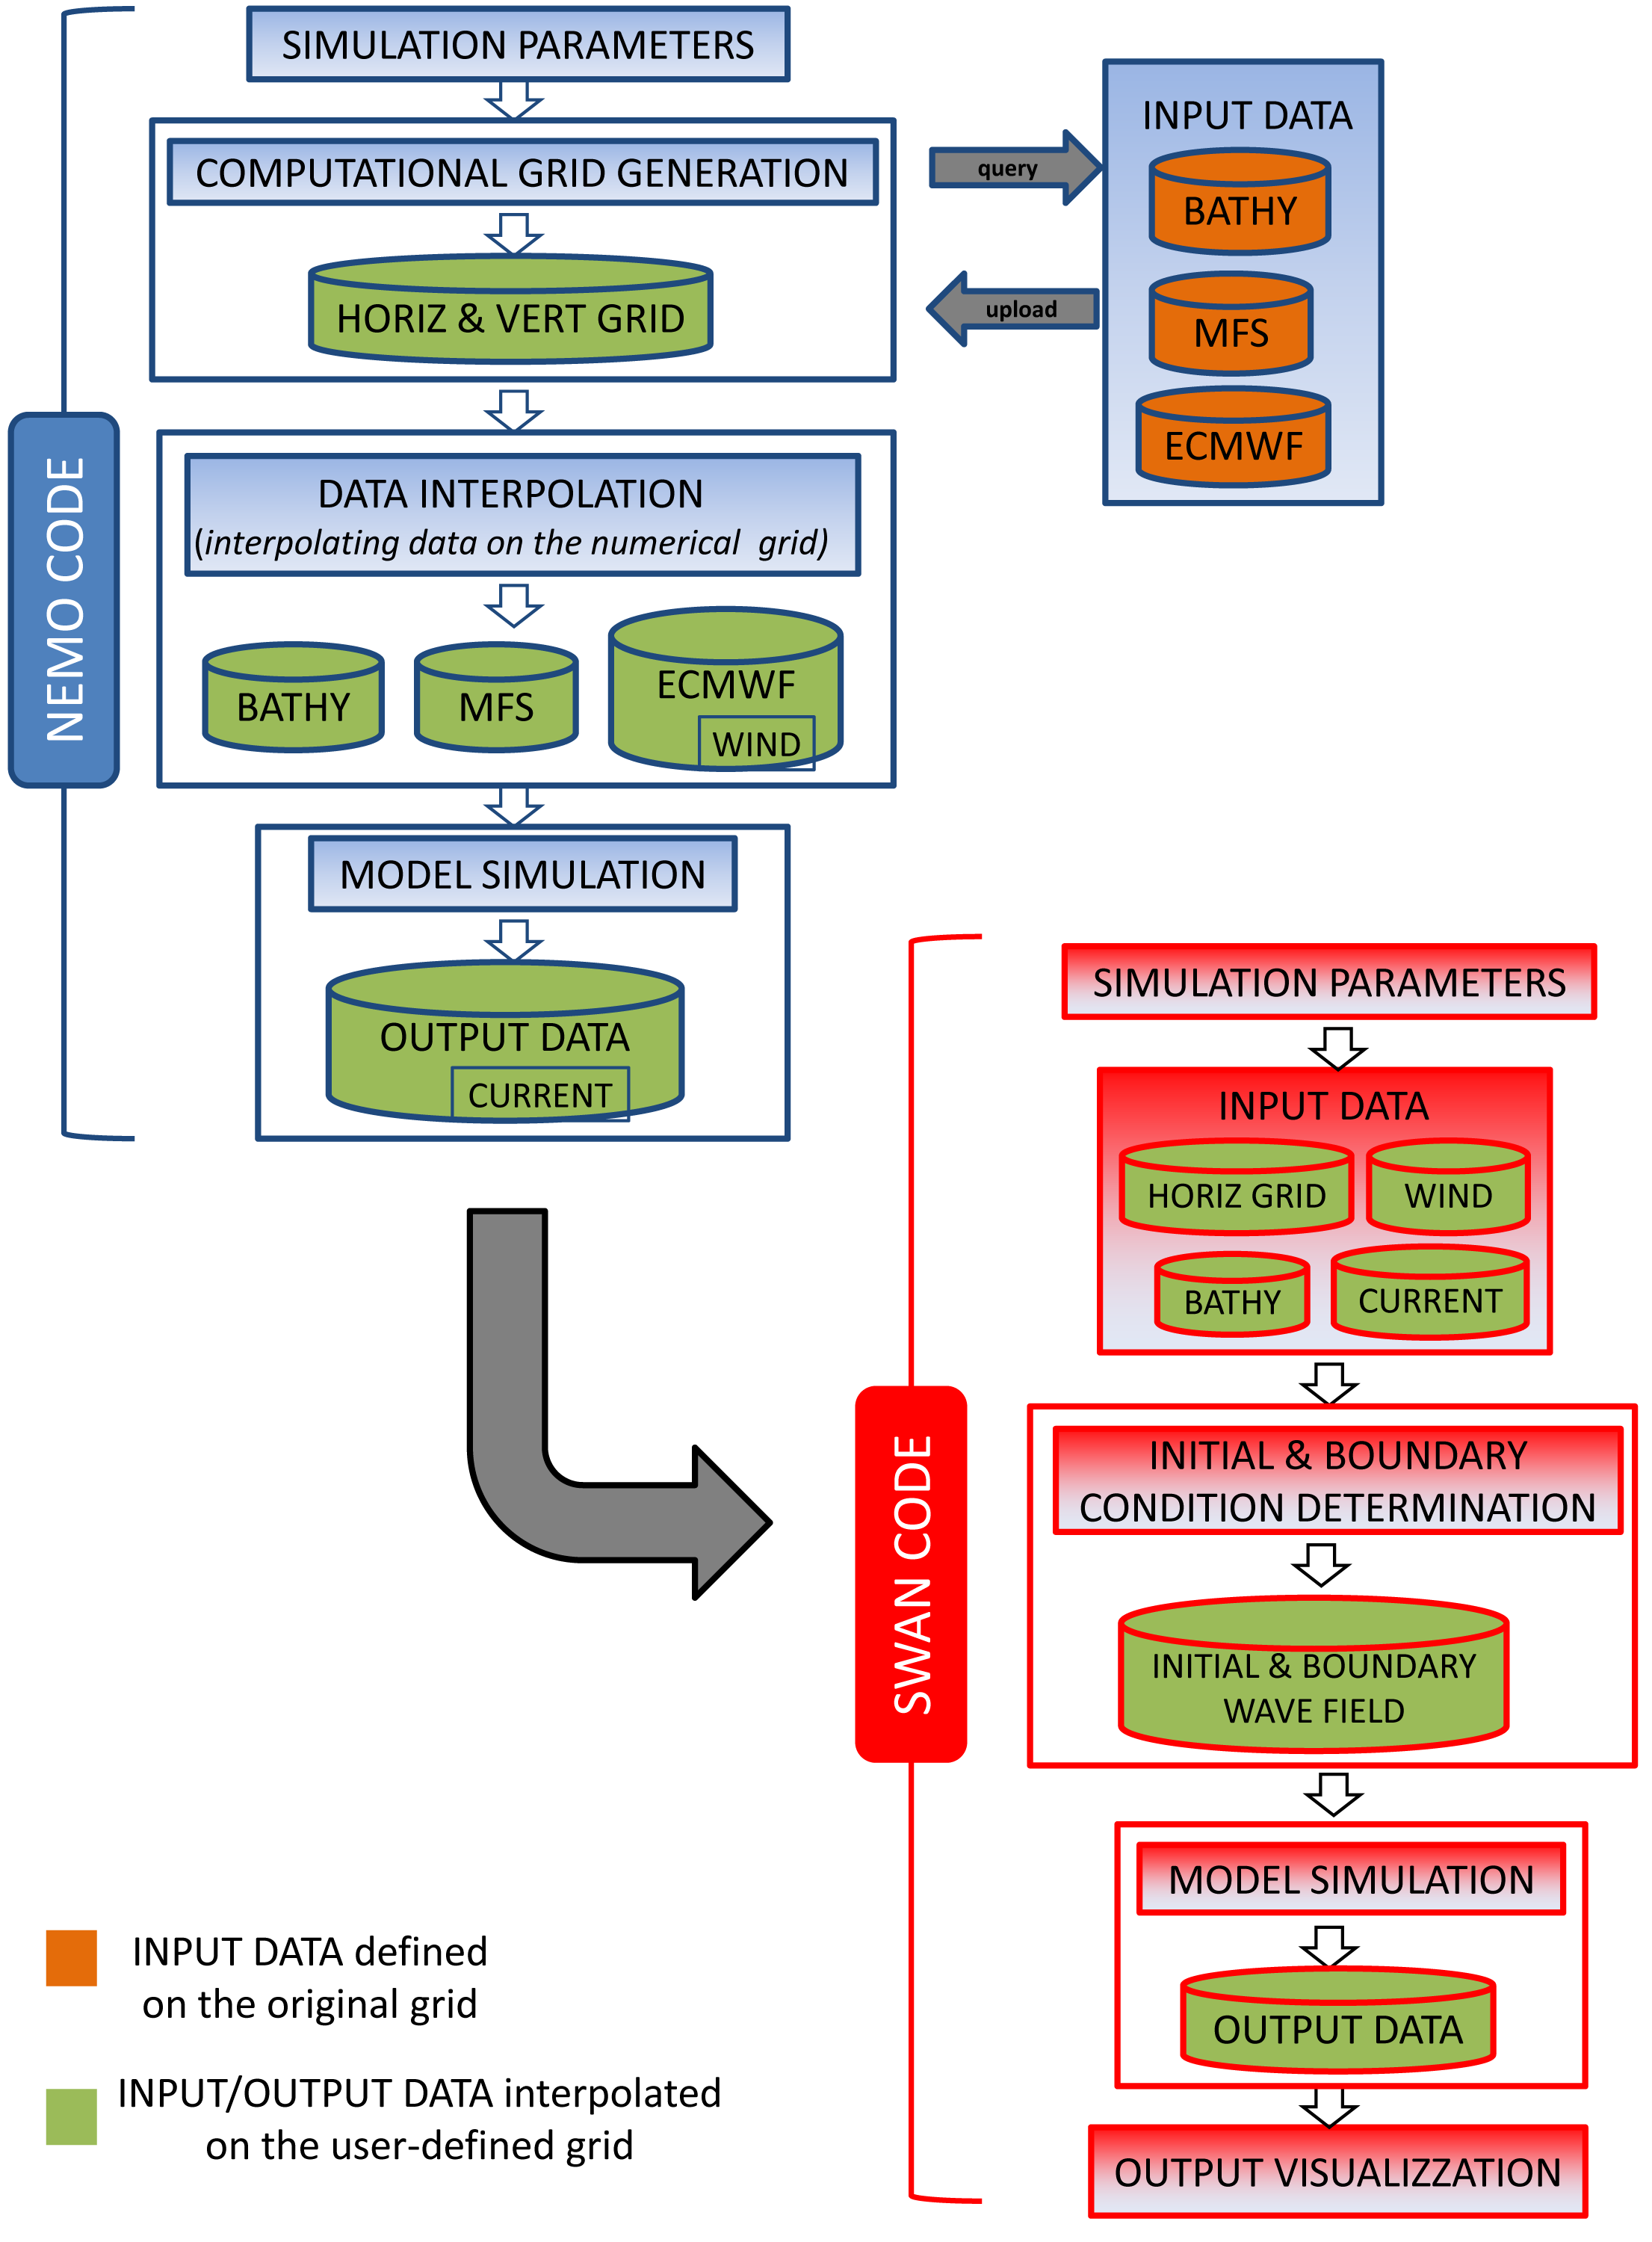 SIMULATION PARAMETERS
COMPUTATIONAL GRID GENERATION
HORIZ & VERT GRID
query
upload
INPUT DATA
BATHY
MFS
ECMWF
NEMO CODE
DATA INTERPOLATION
(interpolating data on the numerical grid)
BATHY
MFS
ECMWF
WIND
MODEL SIMULATION
OUTPUT DATA
CURRENT
SWAN CODE
SIMULATION PARAMETERS
INPUT DATA
HORIZ GRID
WIND
BATHY
CURRENT
INITIAL & BOUNDARY
CONDITION DETERMINATION
INITIAL & BOUNDARY
WAVE FIELD
MODEL SIMULATION
OUTPUT DATA
OUTPUT VISUALIZZATION
INPUT DATA defined
on the original grid
INPUT/OUTPUT DATA interpolated
on the user-defined grid